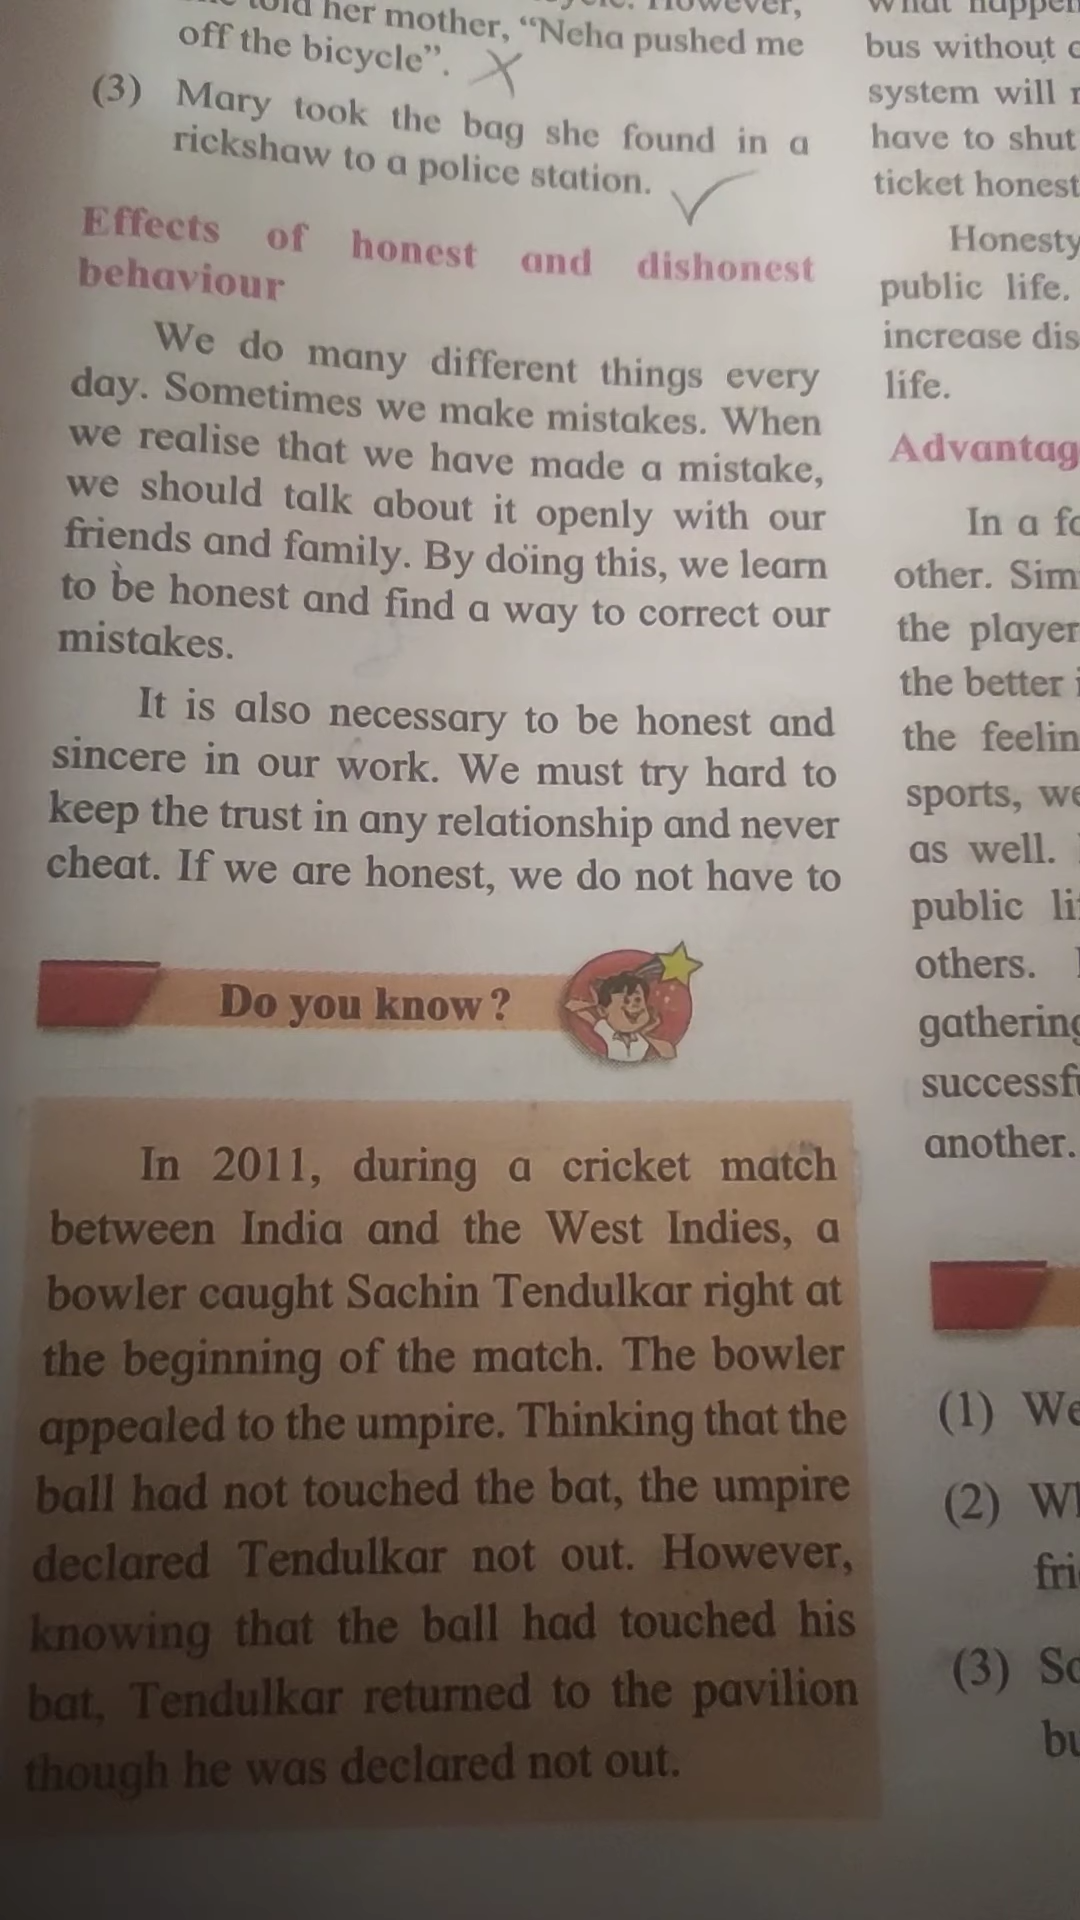 told her mother, “Neha pushed me
off the bicycle”.
(3) Mary took the bag she found in a
rickshaw to a police station.
Effects of honest and dishonest
behaviour
We do many different things every
day. Sometimes we make mistakes. When
we realise that we have made a mistake,
we should talk about it openly with our
friends and family. By doing this, we learn
to be honest and find a way to correct our
mistakes.
It is also necessary to be honest and
sincere in our work. We must try hard to
keep the trust in any relationship and never
cheat. If we are honest, we do not have to
Do you know?
In 2011, during a cricket match
between India and the West Indies, a
bowler caught Sachin Tendulkar right at
the beginning of the match. The bowler
appealed to the umpire. Thinking that the
ball had not touched the bat, the umpire
declared Tendulkar not out. However,
knowing that the ball had touched his
bat, Tendulkar returned to the pavilion
though he was declared not out.
bus without
system will
have to shut
ticket honest
Honesty
public life.
increase dis
life.
Advantag
In a
other. Sim
the player
the better
the feelin
sports, we
as well.
public
others.
gathering
successf
another.
(1) We
(2)
fri
(3)